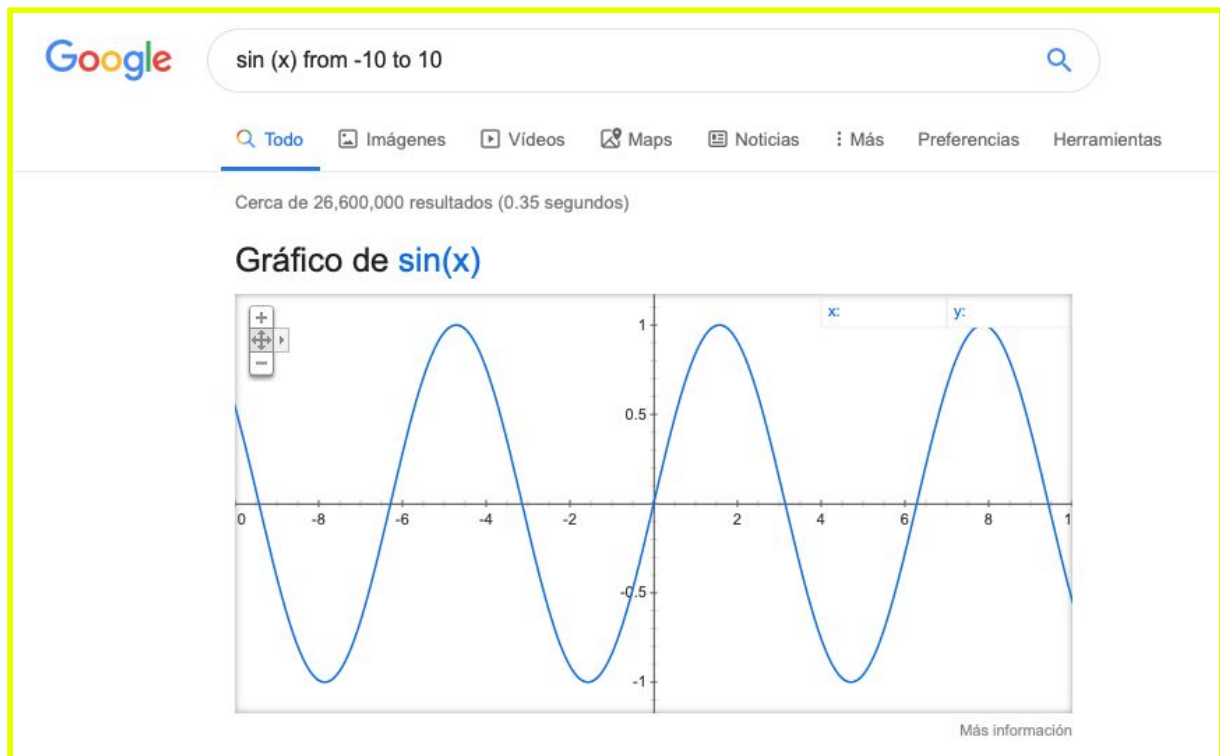 Google
sin (x) from -10 to 10
Todo Imágenes Vídeos Maps Noticias Más Preferencias Herramientas
Cerca de 26,600,000 resultados (0.35 segundos)
Gráfico de sin(x)
x: y:
1
0.5
0 -8 -6 -4 -2 2 4 6 8 1
-0.5
-1
Más información